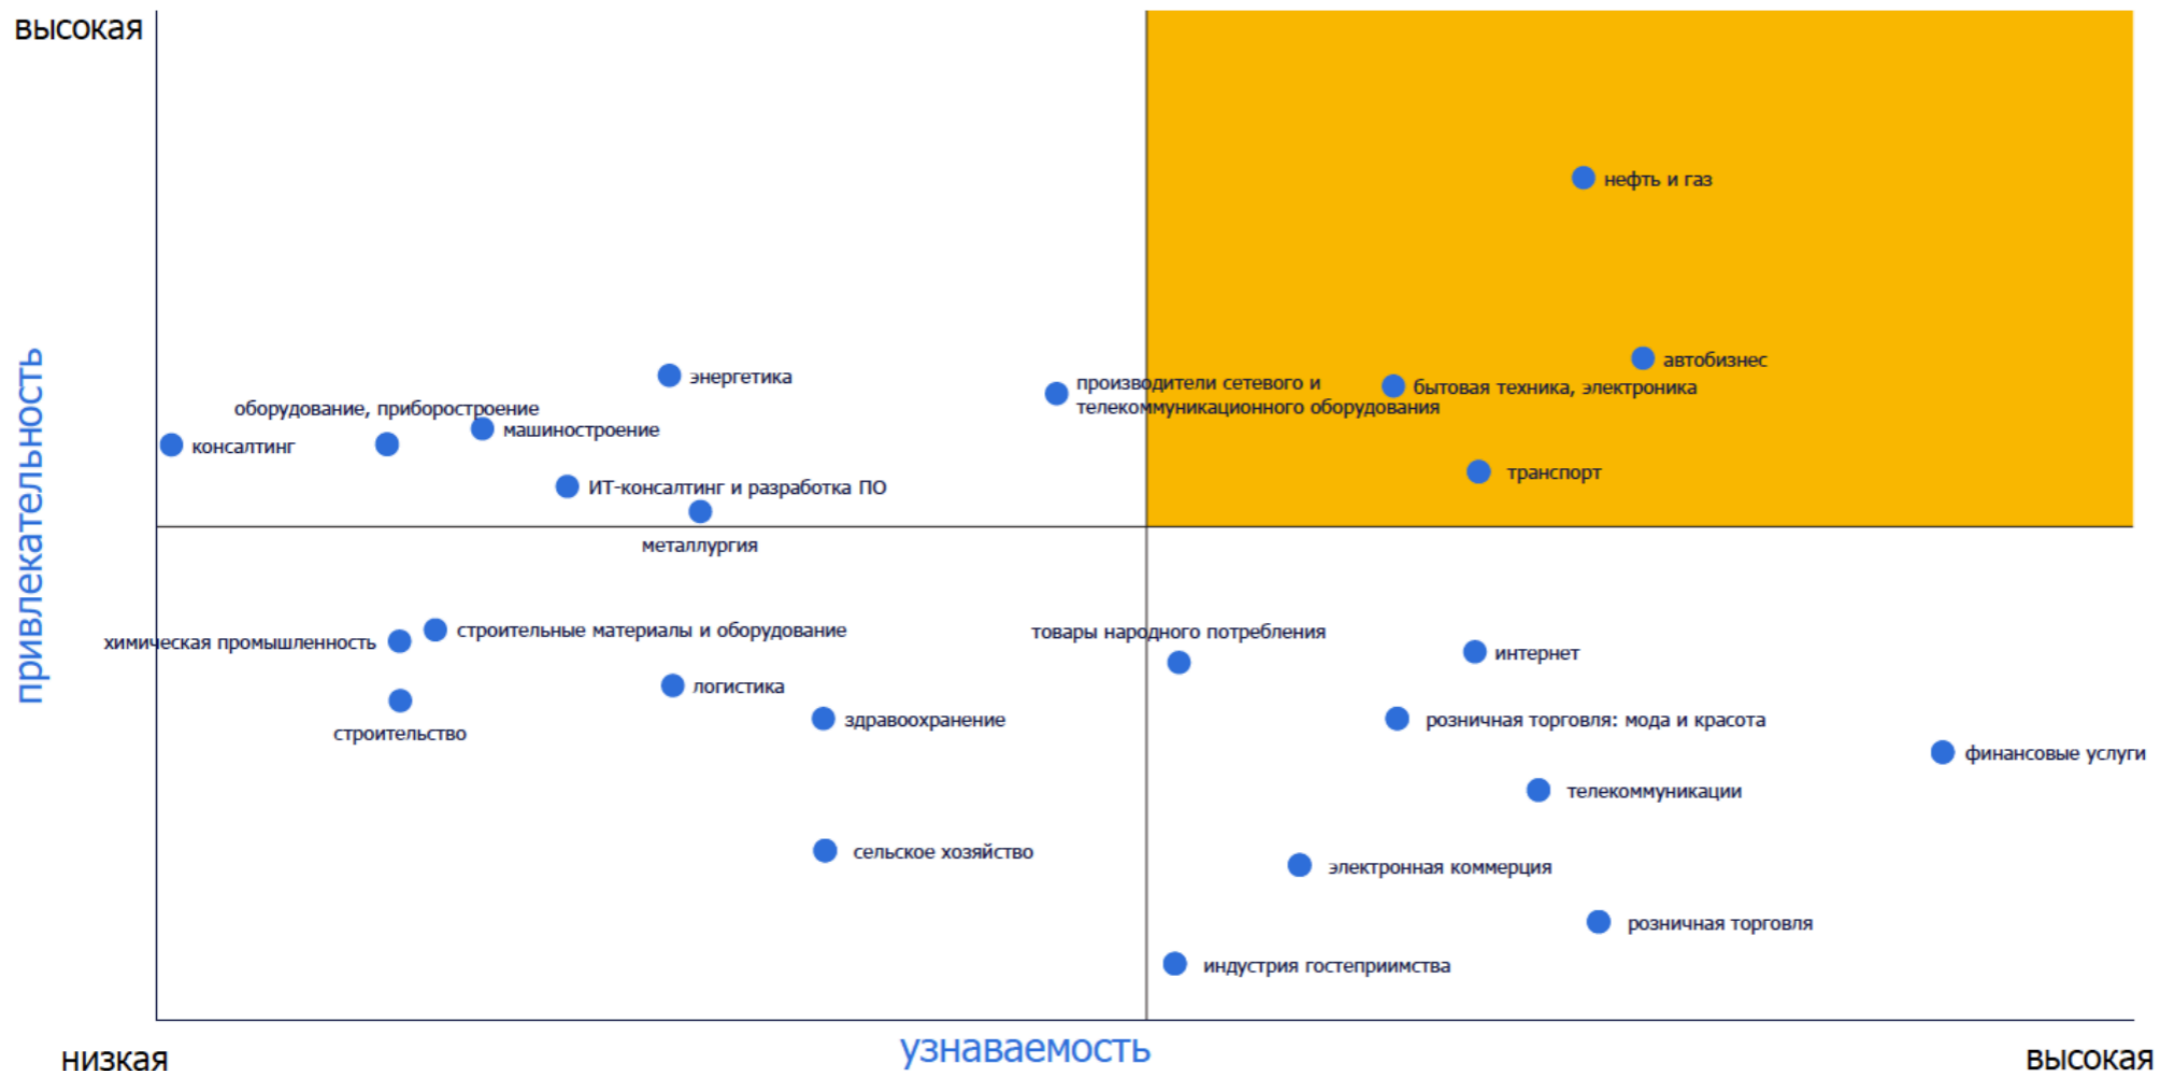 высокая
нефть и газ
автобизнес
энергетика
производители сетевого и
телекоммуникационного оборудования
бытовая техника, электроника
оборудование, приборостроение
машиностроение
консалтинг
транспорт
ИТ-консалтинг и разработка ПО
металлургия
привлекательность
химическая промышленность
строительные материалы и оборудование
товары народного потребления
интернет
логистика
здравоохранение
розничная торговля: мода и красота
строительство
финансовые услуги
телекоммуникации
сельское хозяйство
электронная коммерция
розничная торговля
индустрия гостеприимства
низкая
узнаваемость
высокая